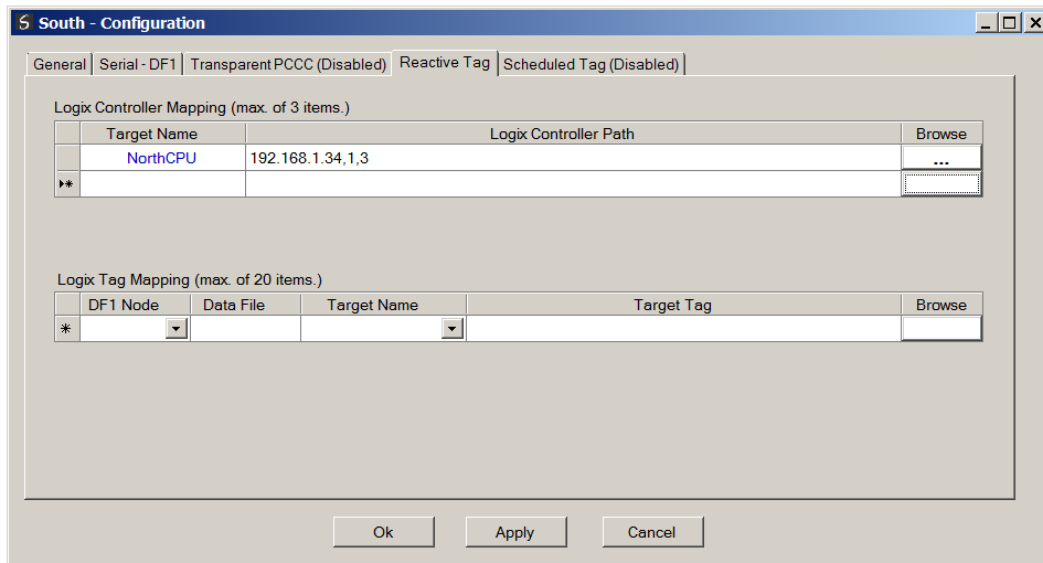 South - Configuration
General Serial - DF1 Transparent PCCC (Disabled) Reactive Tag Scheduled Tag (Disabled)
Logix Controller Mapping (max. of 3 items.)
Target Name Logix Controller Path Browse
NorthCPU 192.168.1.34,1,3 ...
Logix Tag Mapping (max. of 20 items.)
DF1 Node Data File Target Name Target Tag Browse
Ok Apply Cancel